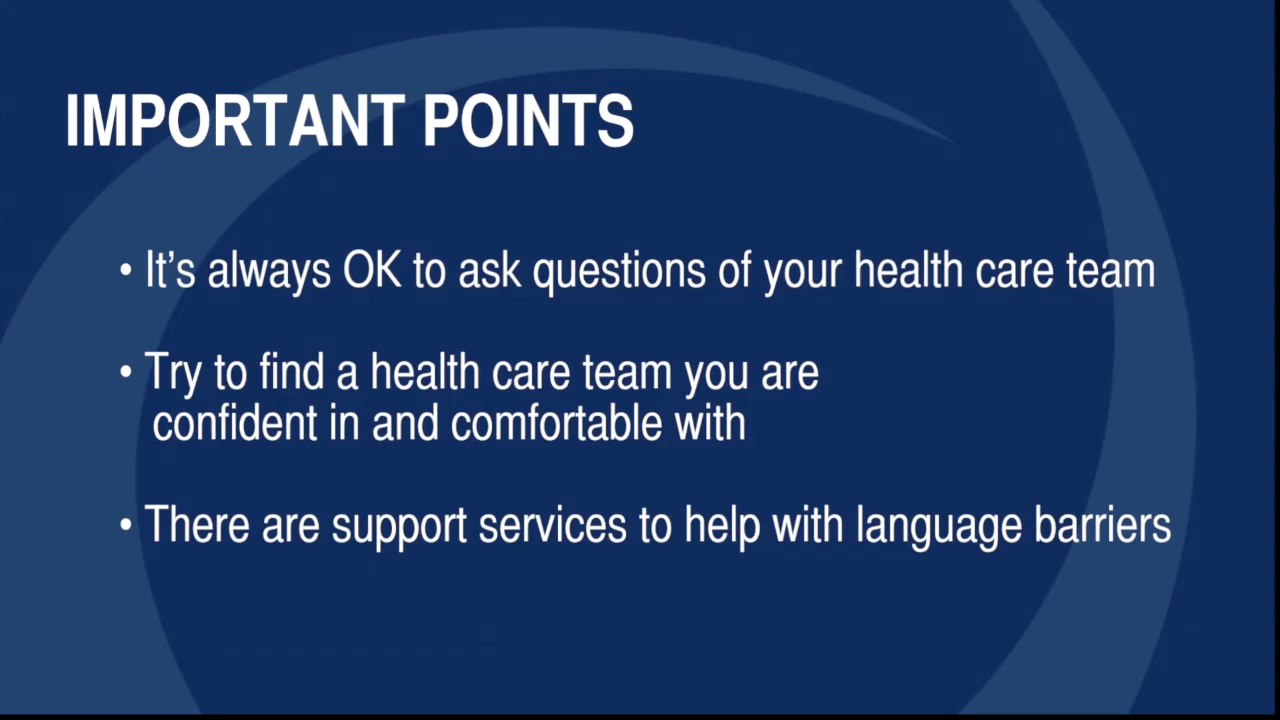 IMPORTANT POINTS
• It's always OK to ask questions of your health care team
• Try to find a health care team you are
confident in and comfortable with
• There are support services to help with language barriers